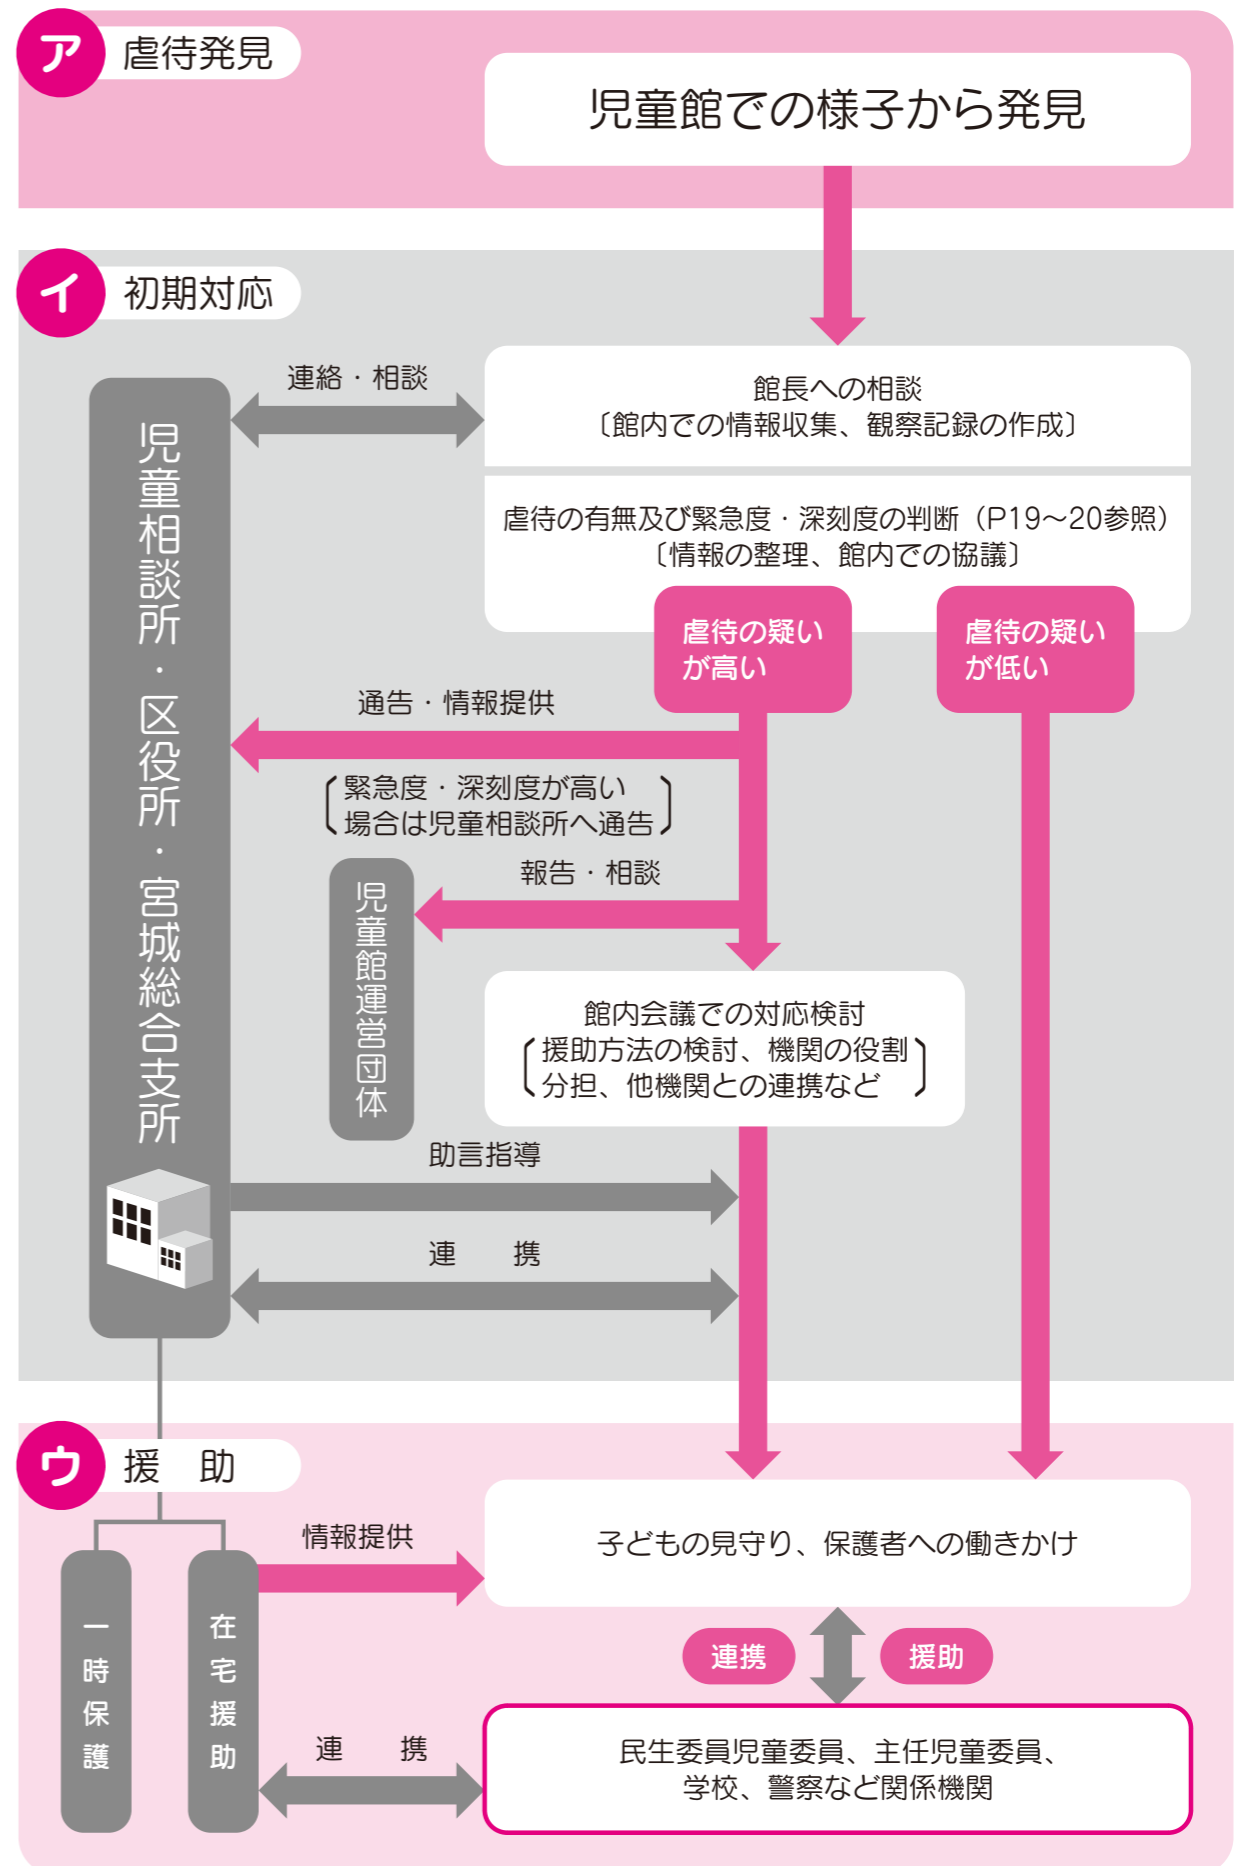 ア 虐待発見
児童館での様子から発見
イ 初期対応
連絡・相談
館長への相談
〔館内での情報収集、観察記録の作成〕
児童相談所・区役所・宮城総合支所
虐待の有無及び緊急度・深刻度の判断（P19〜20参照）
〔情報の整理、館内での協議〕
虐待の疑い
が高い
虐待の疑い
が低い
通告・情報提供
緊急度・深刻度が高い
場合は児童相談所へ通告
報告・相談
児童館運営団体
館内会議での対応検討
援助方法の検討、機関の役割
分担、他機関との連携など
助言指導
連　携
ウ 援　助
情報提供
子どもの見守り、保護者への働きかけ
一時保護
在宅援助
連携
援助
連　携
民生委員児童委員、主任児童委員、
学校、警察など関係機関